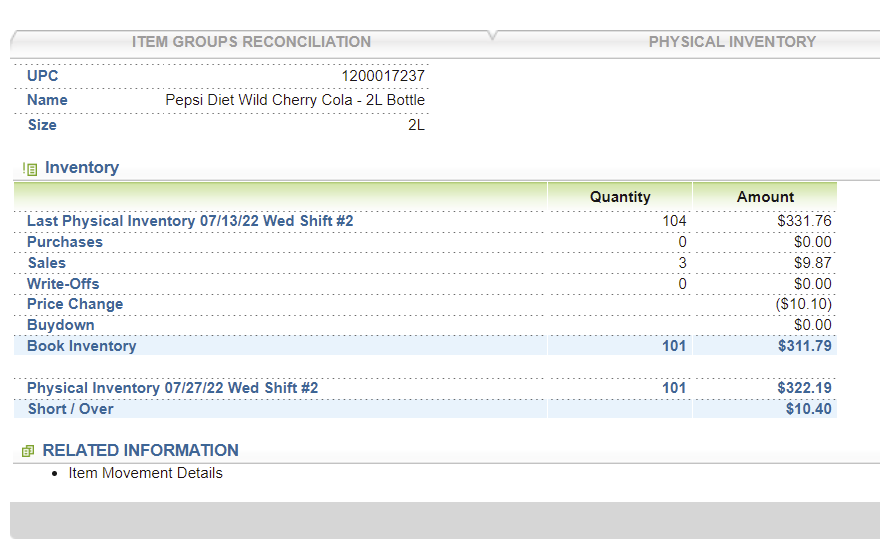 ITEM GROUPS RECONCILIATION PHYSICAL INVENTORY
UPC 1200017237
Name Pepsi Diet Wild Cherry Cola - 2L Bottle
Size 2L
Inventory
Quantity Amount
Last Physical Inventory 07/13/22 Wed Shift #2 104 $331.76
Purchases 0 $0.00
Sales 3 $9.87
Write-Offs 0 $0.00
Price Change ($10.10)
Buydown $0.00
Book Inventory 101 $311.79
Physical Inventory 07/27/22 Wed Shift #2 101 $322.19
Short / Over $10.40
RELATED INFORMATION
• Item Movement Details